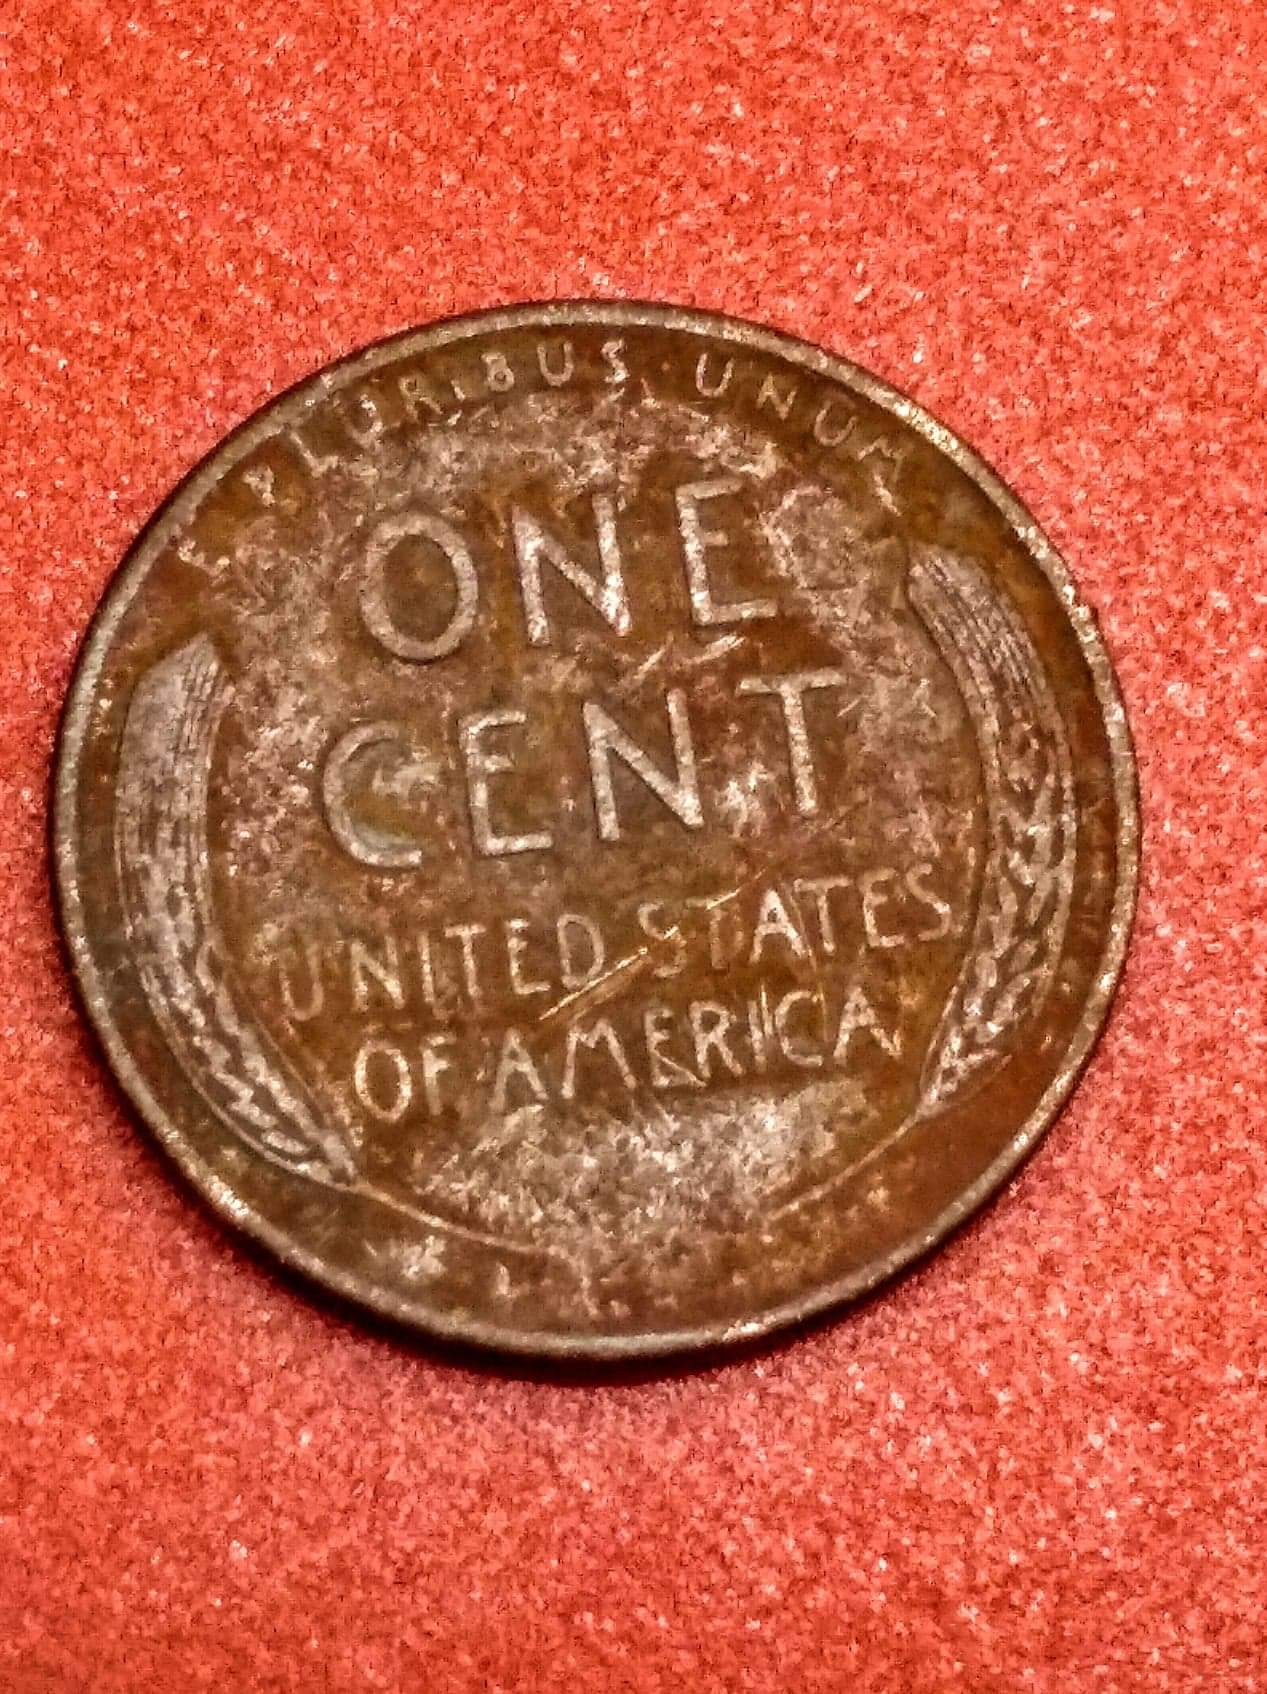 E · PLURIBUS · UNUM
ONE
CENT
UNITED STATES
OF AMERICA